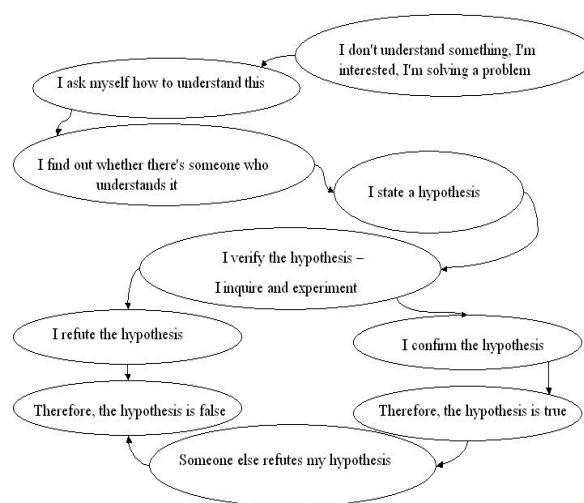 I don't understand something, I'm
interested, I'm solving a problem
I ask myself how to understand this
I find out whether there's someone who
understands it
I state a hypothesis
I verify the hypothesis –
I inquire and experiment
I refute the hypothesis
I confirm the hypothesis
Therefore, the hypothesis is false
Therefore, the hypothesis is true
Someone else refutes my hypothesis